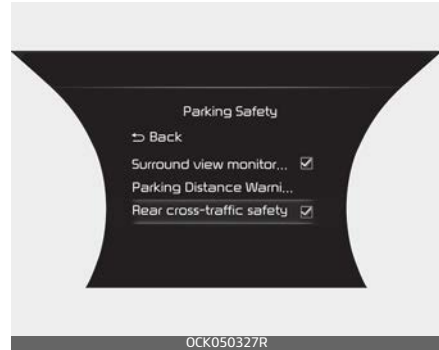 Parking Safety
⮌ Back
Surround view monitor... ☑
Parking Distance Warni...
Rear cross-traffic safety ☑
OCK050327R